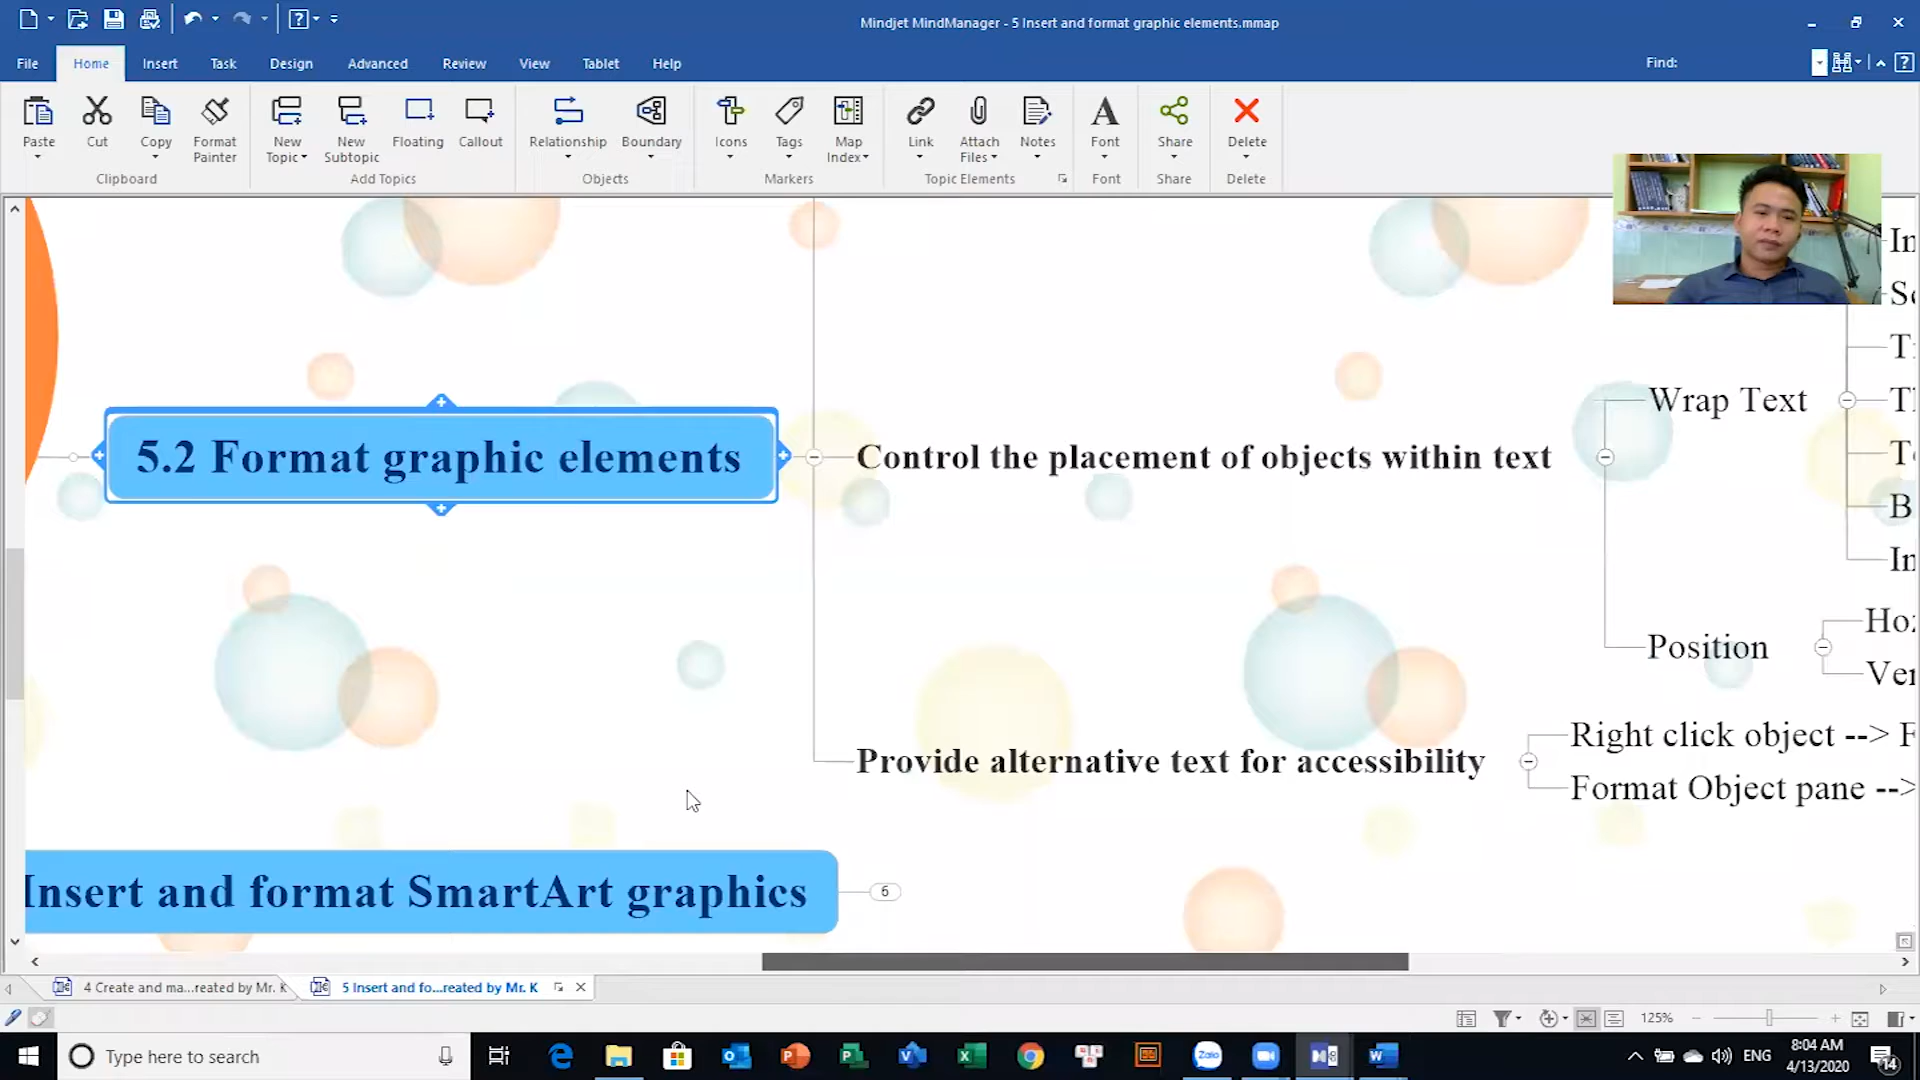 Mindjet MindManager - 5 Insert and format graphic elements.mmap
File Home Insert Task Design Advanced Review View Tablet Help
Find:
Paste Cut Copy Format Painter
New Topic New Subtopic Floating Callout
Relationship Boundary
Icons Tags Map Index
Link Attach Files Notes
Font Share Delete
Clipboard Add Topics Objects Markers Topic Elements Font Share Delete
5.2 Format graphic elements
Control the placement of objects within text
Wrap Text
Position
Provide alternative text for accessibility
Right click object -->
Format Object pane -->
Insert and format SmartArt graphics
6
4 Create and ma...reated by Mr. K
5 Insert and fo...reated by Mr. K
125%
Type here to search
Zalo
ENG
8:04 AM
4/13/2020
14